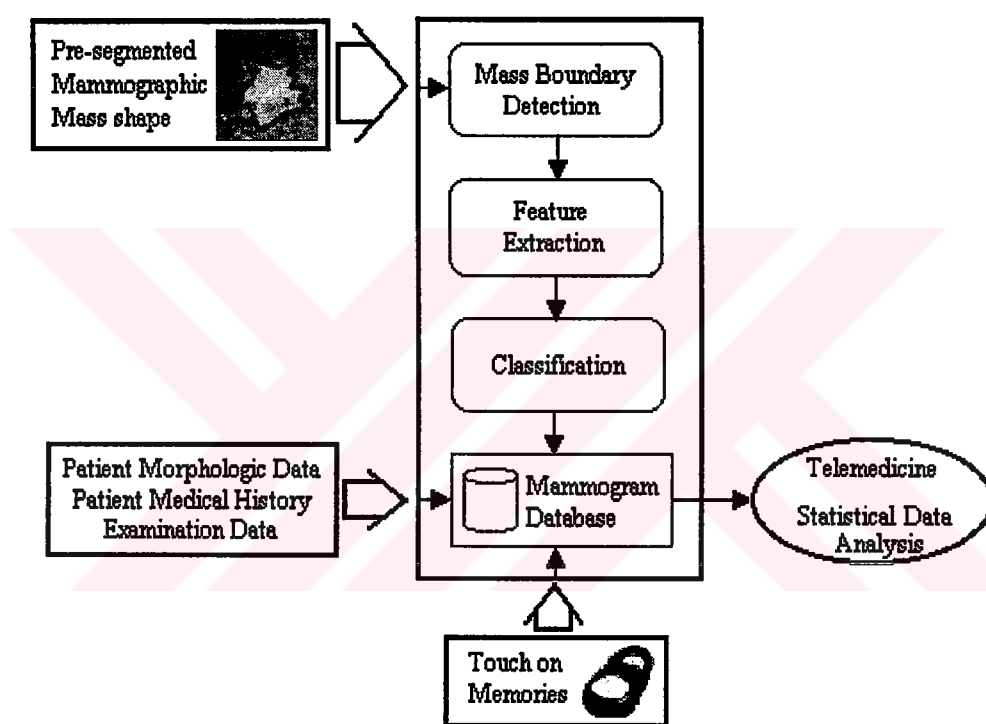 Pre-segmented
Mammographic
Mass shape
Mass Boundary
Detection
Feature
Extraction
Classification
Patient Morphologic Data
Patient Medical History
Examination Data
Mammogram
Database
Telemedicine
Statistical Data
Analysis
Touch on
Memories